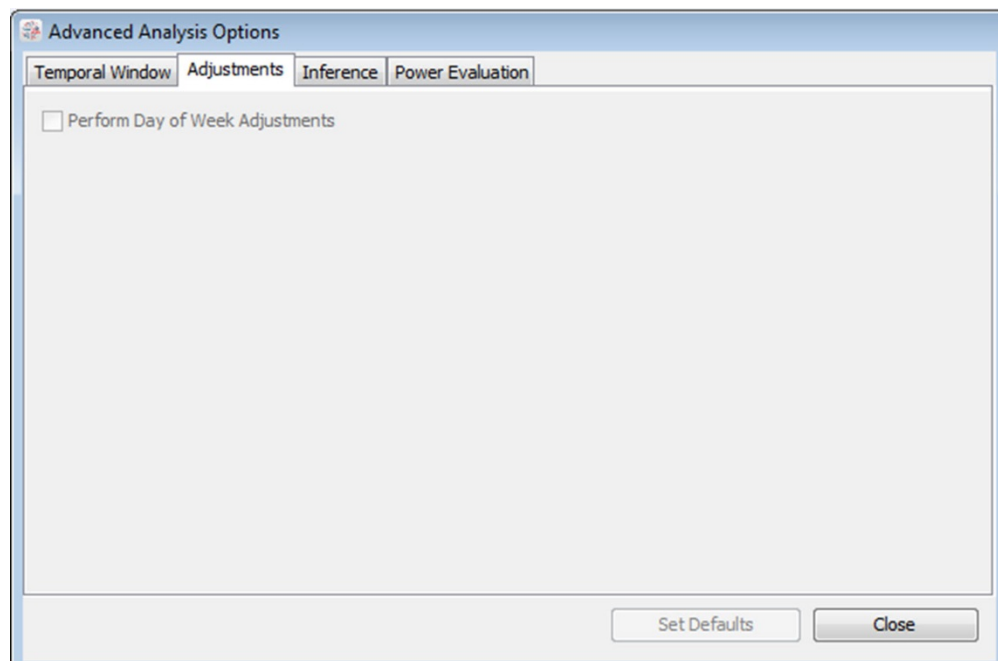 Advanced Analysis Options
Temporal Window Adjustments Inference Power Evaluation
Perform Day of Week Adjustments
Set Defaults Close